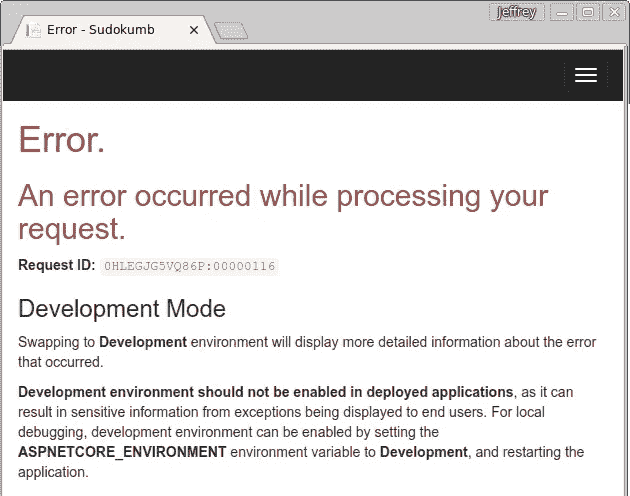 Jeffrey
Error - Sudokumb
Error.
An error occurred while processing your
request.
Request ID: 0HLEGJG5VQ86P:00000116
Development Mode
Swapping to Development environment will display more detailed information about the error
that occurred.
Development environment should not be enabled in deployed applications, as it can
result in sensitive information from exceptions being displayed to end users. For local
debugging, development environment can be enabled by setting the
ASPNETCORE_ENVIRONMENT environment variable to Development, and restarting the
application.